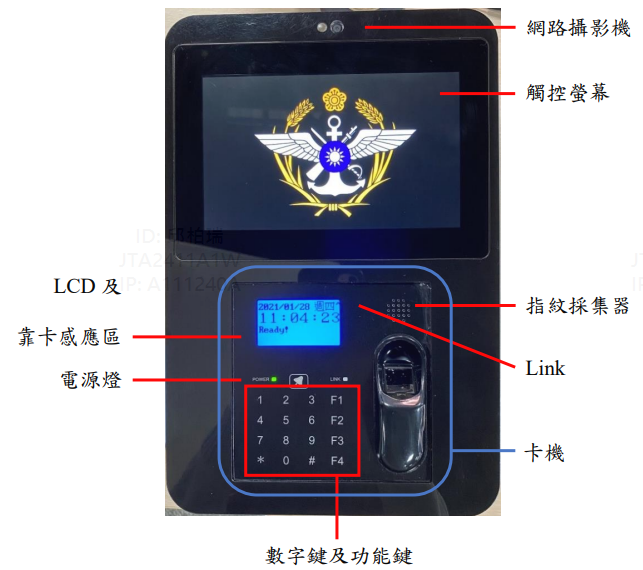 網路攝影機
觸控螢幕
LCD 及
靠卡感應區
電源燈
2021/01/28
11:04:23
Ready!
POWER
LINK
1 2 3 F1
4 5 6 F2
7 8 9 F3
* 0 # F4
指紋採集器
Link
卡機
數字鍵及功能鍵